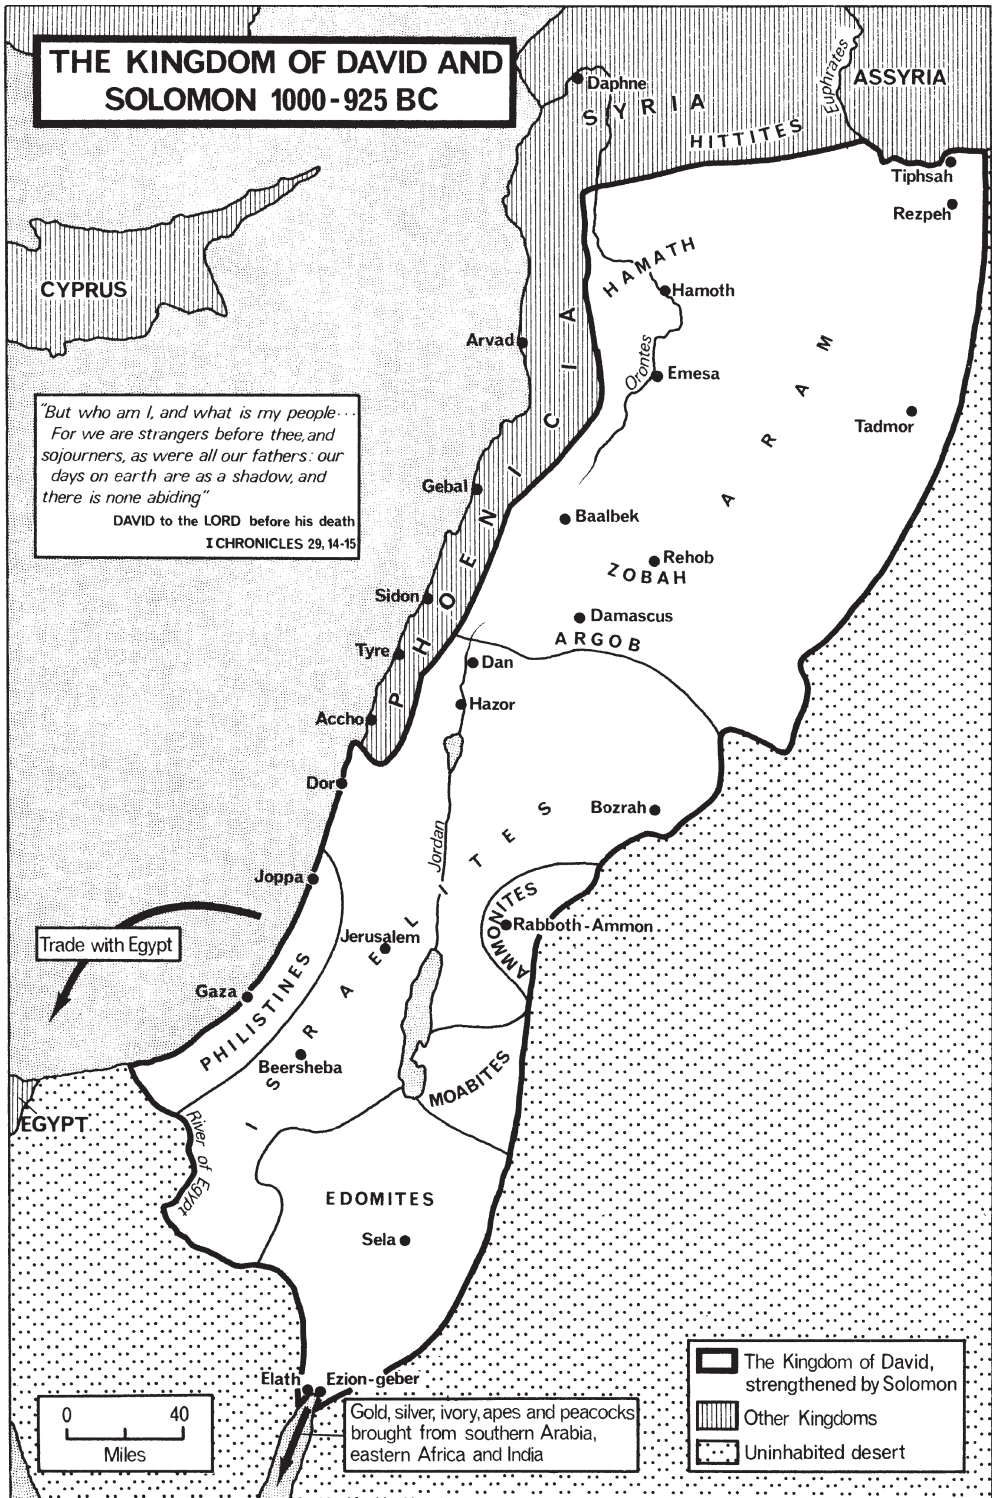 THE KINGDOM OF DAVID AND
SOLOMON 1000-925 BC
Daphne
SYRIA
HITTITES
Euphrates
ASSYRIA
Tiphsah
Rezpeh
CYPRUS
HAMATH
Hamoth
Arvad
Orontes
Emesa
ARAM
Tadmor
"But who am I, and what is my people...
For we are strangers before thee, and
sojourners, as were all our fathers: our
days on earth are as a shadow, and
there is none abiding"
DAVID to the LORD before his death
I CHRONICLES 29, 14-15
PHOENICIA
Gebal
Baalbek
Rehob
ZOBAH
Sidon
Damascus
ARGOB
Tyre
Dan
Hazor
Accho
Dor
Bozrah
Jordan
ISRAELITES
Joppa
AMMONITES
Rabboth-Ammon
Jerusalem
Trade with Egypt
Gaza
PHILISTINES
Beersheba
MOABITES
EGYPT
River of Egypt
EDOMITES
Sela
Elath
Ezion-geber
Gold, silver, ivory, apes and peacocks
brought from southern Arabia,
eastern Africa and India
0 40
Miles
The Kingdom of David,
strengthened by Solomon
Other Kingdoms
Uninhabited desert